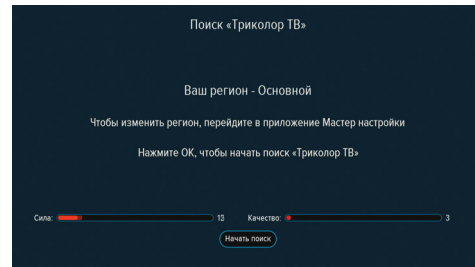 Поиск «Триколор ТВ»
Ваш регион - Основной
Чтобы изменить регион, перейдите в приложение Мастер настройки
Нажмите ОК, чтобы начать поиск «Триколор ТВ»
Сила: 13 Качество: 3
Начать поиск